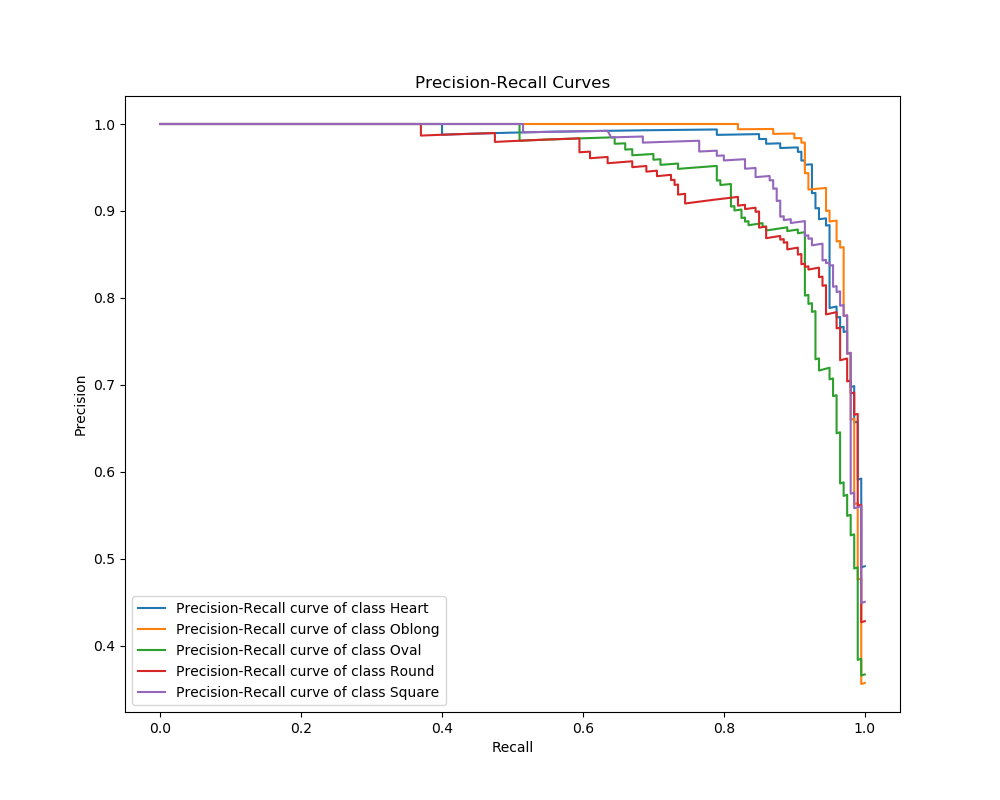 Precision-Recall Curves
1.0
0.9
0.8
0.7
0.6
0.5
0.4
Precision
Precision-Recall curve of class Heart
Precision-Recall curve of class Oblong
Precision-Recall curve of class Oval
Precision-Recall curve of class Round
Precision-Recall curve of class Square
0.0 0.2 0.4 0.6 0.8 1.0
Recall